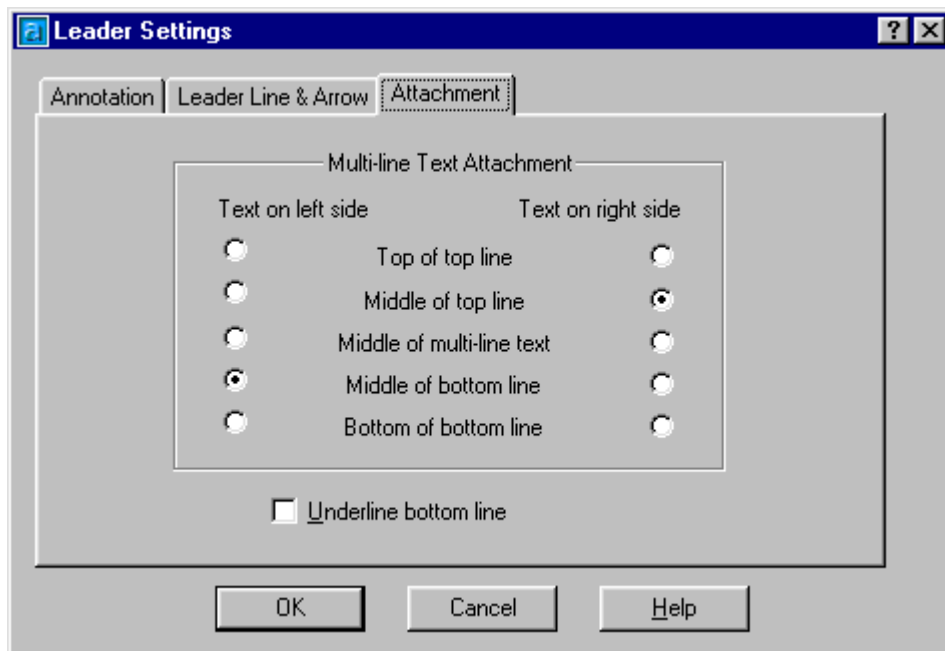 Leader Settings
Annotation Leader Line & Arrow Attachment
Multi-line Text Attachment
Text on left side Text on right side
Top of top line
Middle of top line
Middle of multi-line text
Middle of bottom line
Bottom of bottom line
Underline bottom line
OK Cancel Help